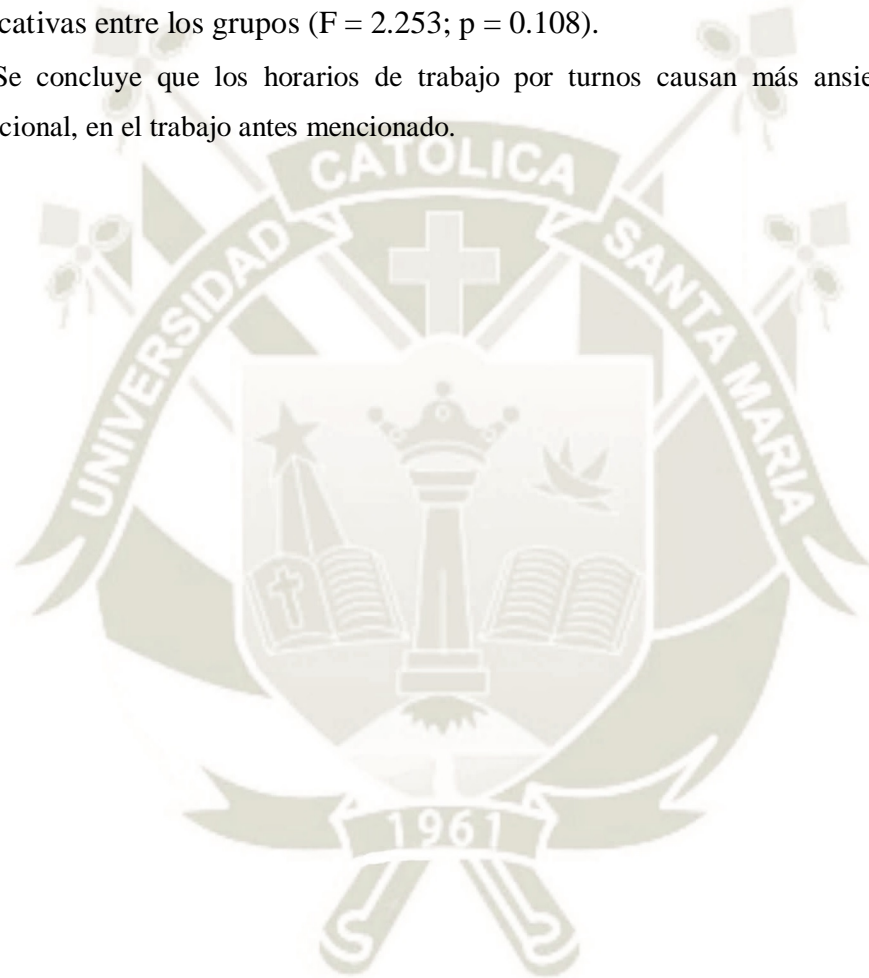 cativas entre los grupos (F = 2.253; p = 0.108).
Se concluye que los horarios de trabajo por turnos causan más ansie
cional, en el trabajo antes mencionado.
UNIVERSIDAD CATÓLICA SANTA MARIA
1961